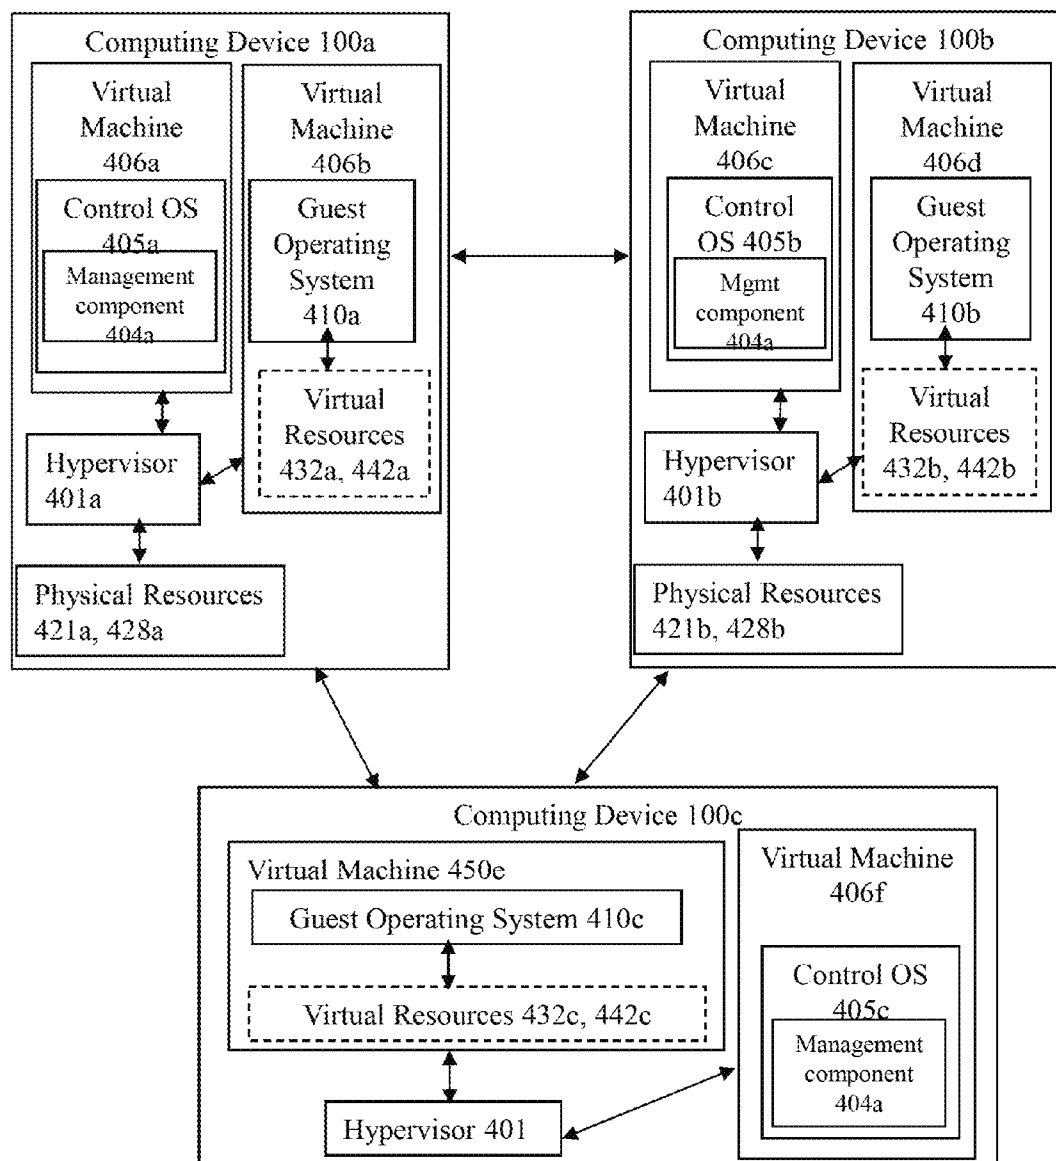 Computing Device 100a
Virtual
Machine
406a
Control OS
405a
Management
component
404a
Virtual
Machine
406b
Guest
Operating
System
410a
Virtual
Resources
432a, 442a
Hypervisor
401a
Physical Resources
421a, 428a
Computing Device 100b
Virtual
Machine
406c
Control
OS 405b
Mgmt
component
404a
Virtual
Machine
406d
Guest
Operating
System
410b
Virtual
Resources
432b, 442b
Hypervisor
401b
Physical Resources
421b, 428b
Computing Device 100c
Virtual Machine 450e
Guest Operating System 410c
Virtual Resources 432c, 442c
Hypervisor 401
Virtual Machine
406f
Control OS
405c
Management
component
404a